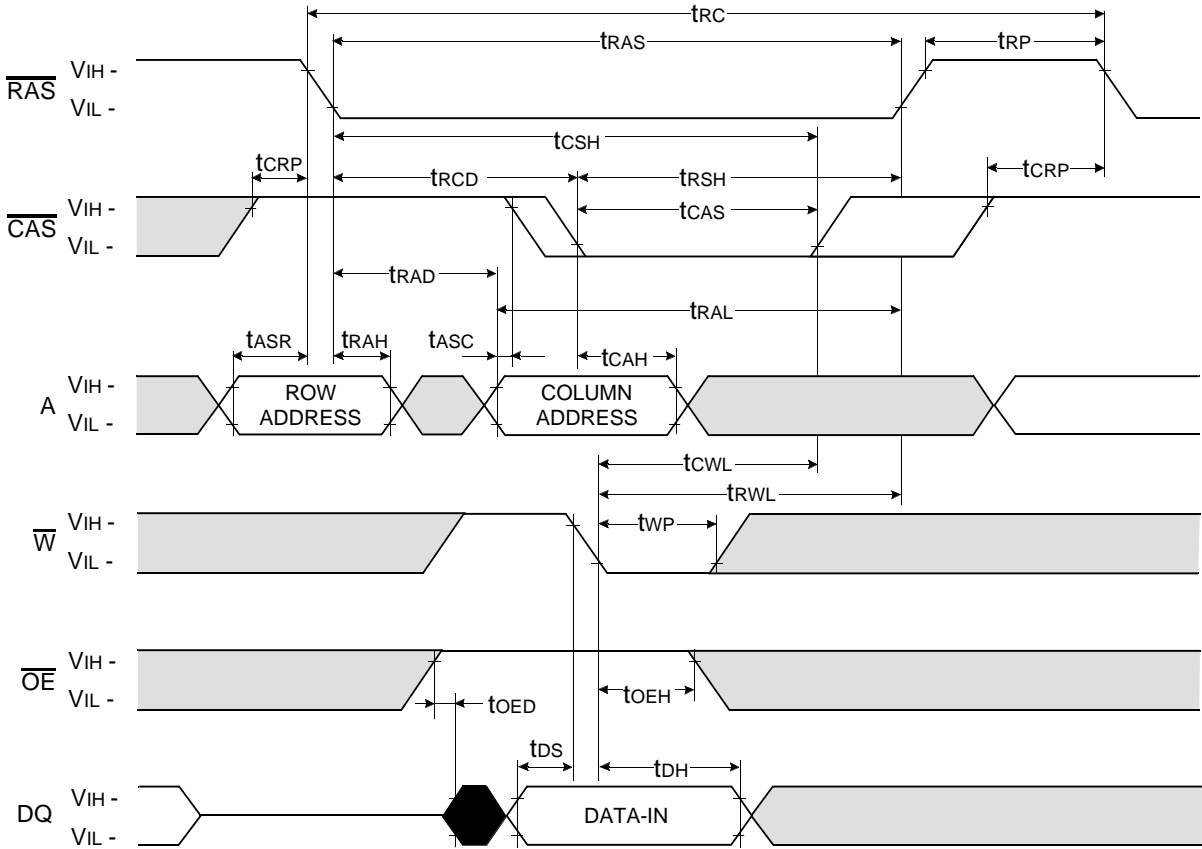 tRC
tRAS
tRP
RAS
VIH -
VIL -
tCSH
tCRP
tRCD
tRSH
tCRP
CAS
VIH -
VIL -
tCAS
tRAD
tRAL
tASR
tRAH
tASC
tCAH
A
VIH -
VIL -
ROW
ADDRESS
COLUMN
ADDRESS
tCWL
tRWL
W
VIH -
VIL -
tWP
OE
VIH -
VIL -
tOED
tOEH
tDS
tDH
DQ
VIH -
VIL -
DATA-IN